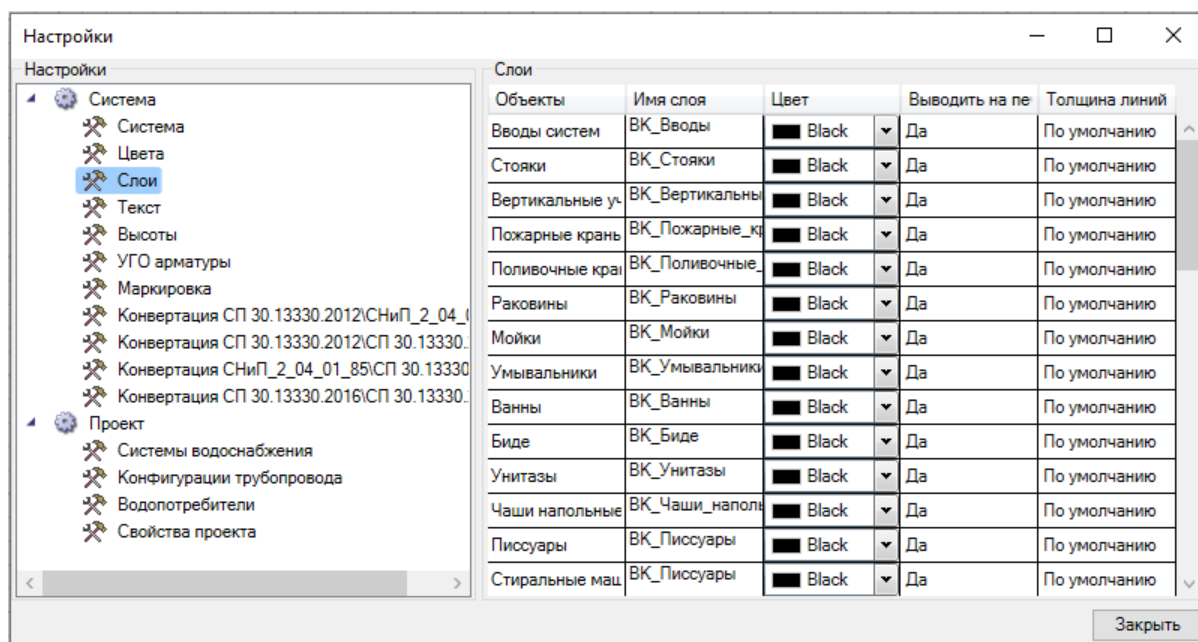 Настройки
Настройки
Система
Система
Цвета
Слои
Текст
Высоты
УГО арматуры
Маркировка
Конвертация СП 30.13330.2012\СНиП_2_04_
Конвертация СП 30.13330.2012\СП 30.13330.
Конвертация СНиП_2_04_01_85\СП 30.13330
Конвертация СП 30.13330.2016\СП 30.13330.
Проект
Системы водоснабжения
Конфигурации трубопровода
Водопотребители
Свойства проекта
Слои
Объекты Имя слоя Цвет Выводить на пе Толщина линий
Вводы систем ВК_Вводы Black Да По умолчанию
Стояки ВК_Стояки Black Да По умолчанию
Вертикальные уч ВК_Вертикальны Black Да По умолчанию
Пожарные краны ВК_Пожарные_кр Black Да По умолчанию
Поливочные кра ВК_Поливочные_ Black Да По умолчанию
Раковины ВК_Раковины Black Да По умолчанию
Мойки ВК_Мойки Black Да По умолчанию
Умывальники ВК_Умывальники Black Да По умолчанию
Ванны ВК_Ванны Black Да По умолчанию
Биде ВК_Биде Black Да По умолчанию
Унитазы ВК_Унитазы Black Да По умолчанию
Чаши напольные ВК_Чаши_наполь Black Да По умолчанию
Писсуары ВК_Писсуары Black Да По умолчанию
Стиральные маш ВК_Писсуары Black Да По умолчанию
Закрыть